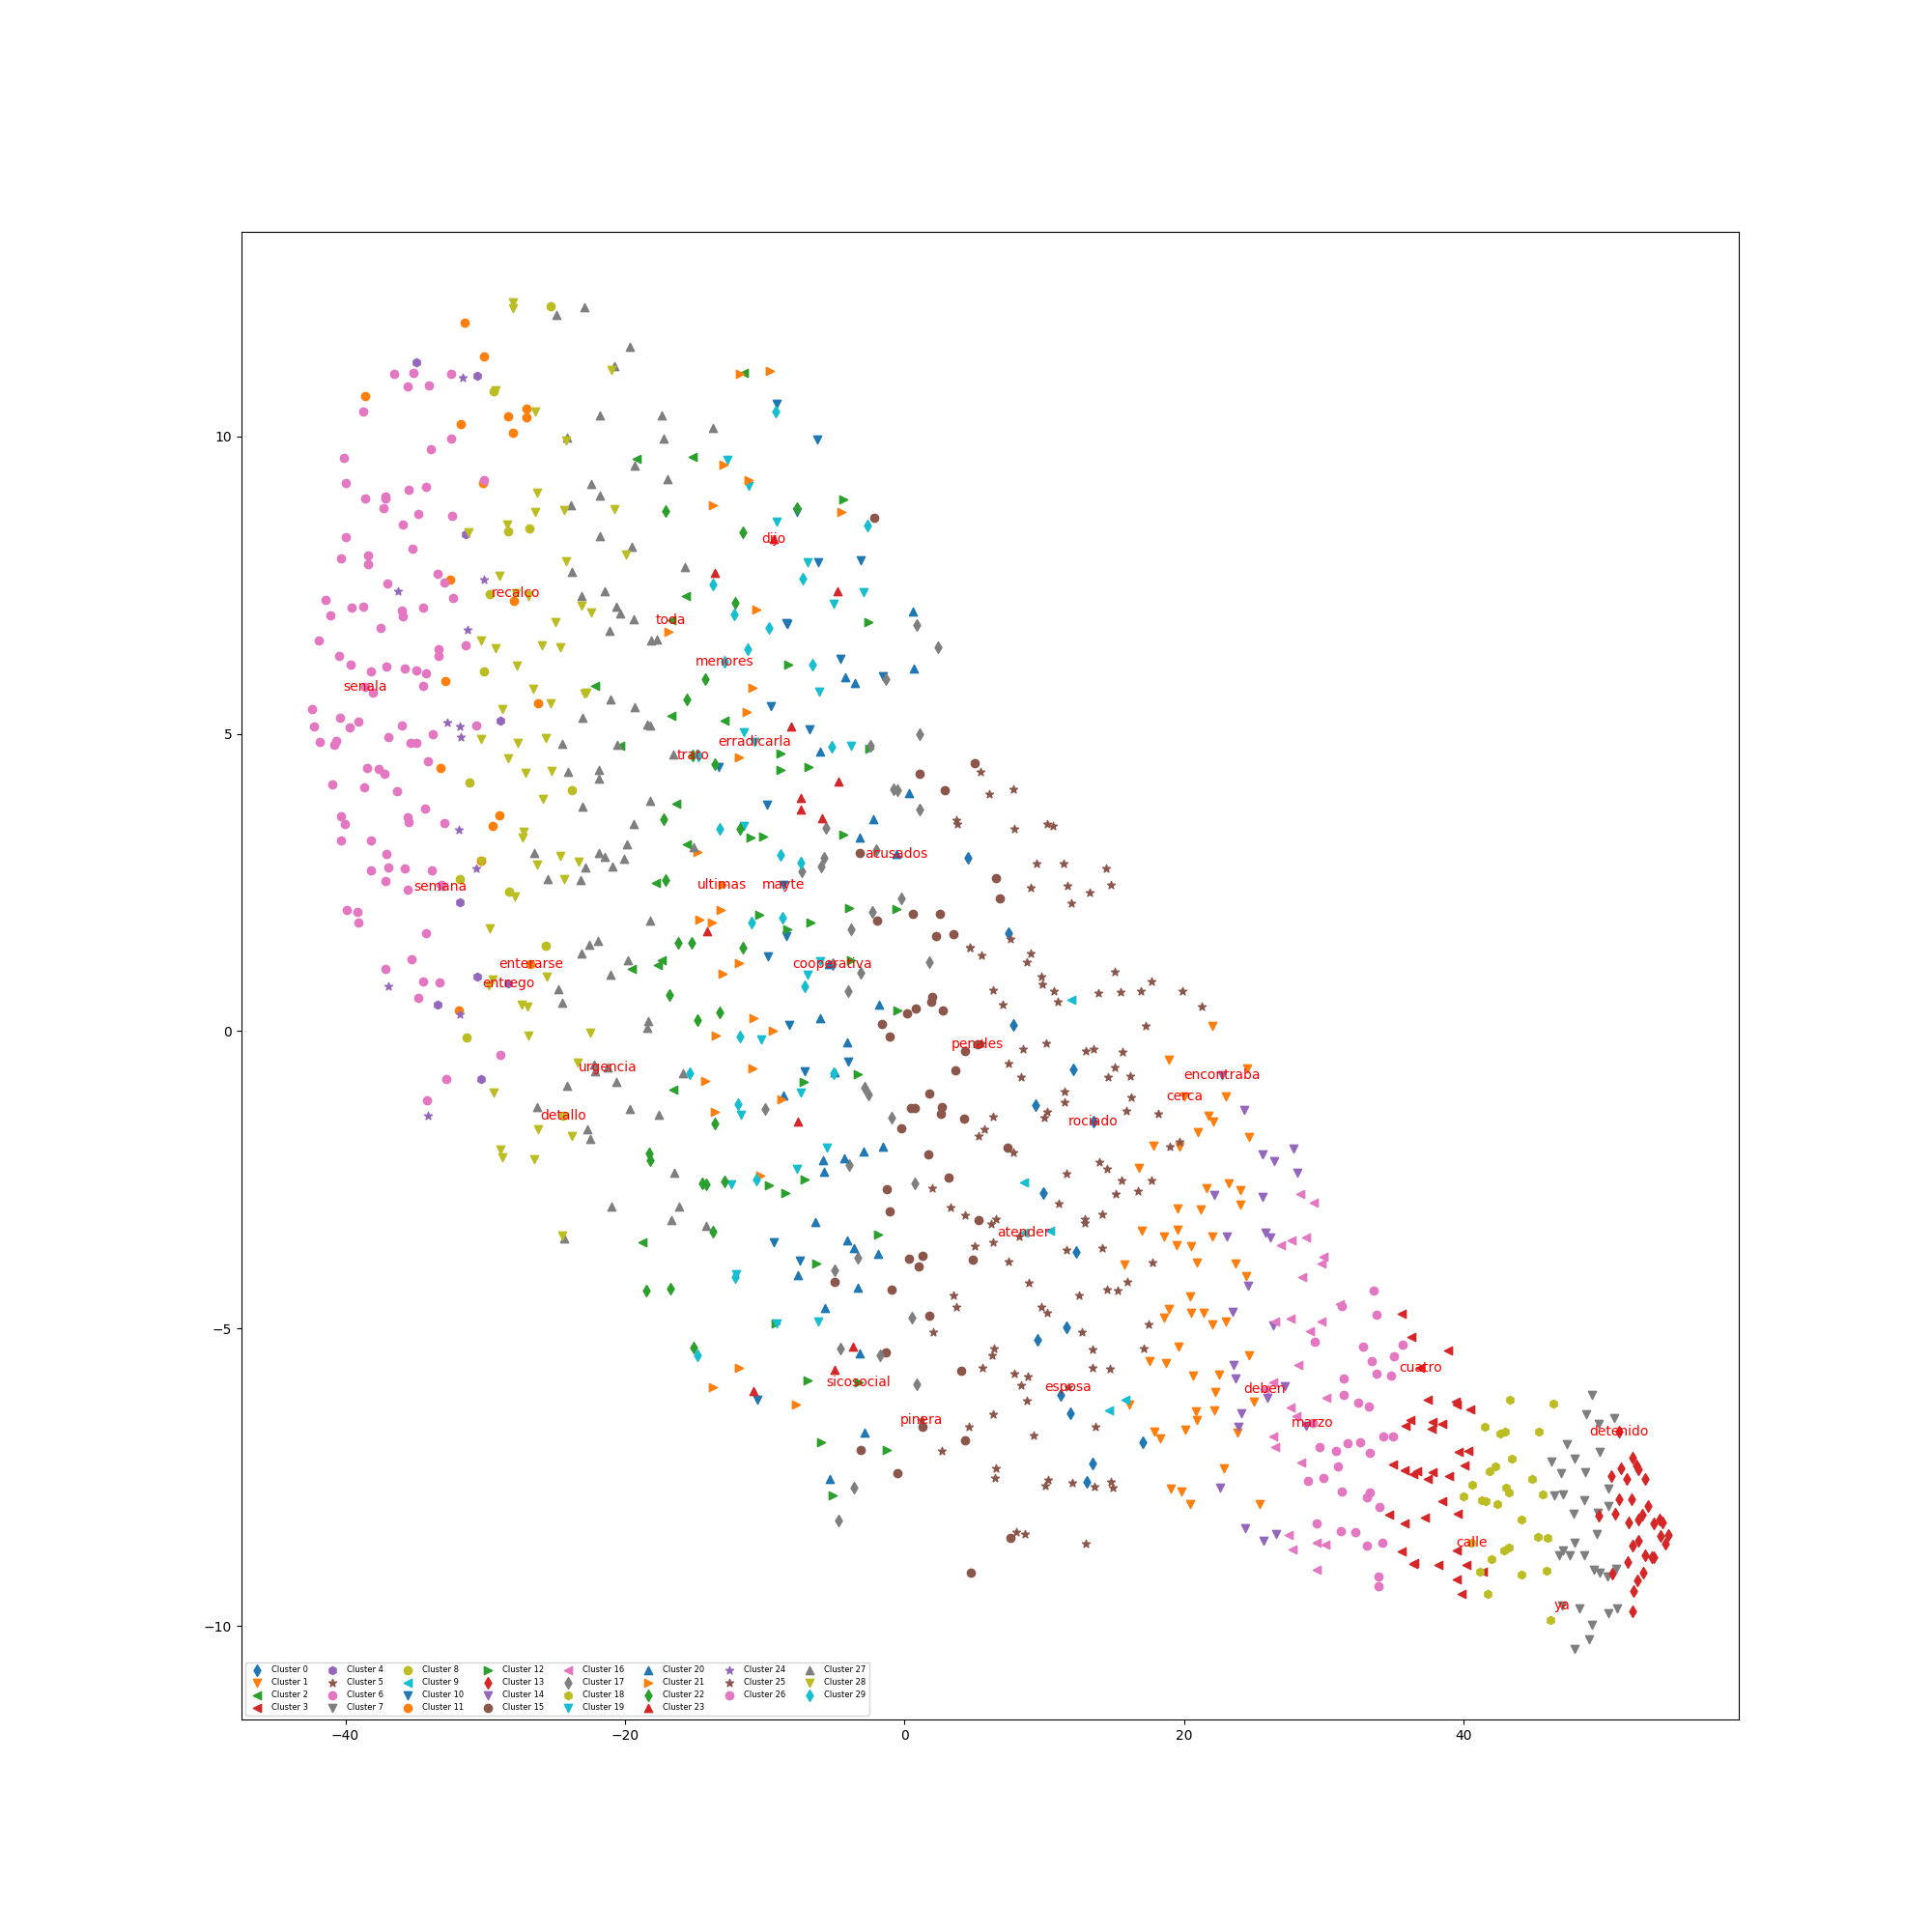 10
5
0
−5
−10
dijo
recalco
toda
menores
senala
erradicarla
trato
acusados
ultimas
mayte
semana
enterarse
cooperativa
entrego
penales
urgencia
encontraba
cerca
detallo
rociado
atender
cuatro
sicosocial
esposa
deben
pinera
marzo
detenido
calle
ya
Cluster 0 Cluster 4 Cluster 8 Cluster 12 Cluster 16 Cluster 20 Cluster 24 Cluster 27
Cluster 1 Cluster 5 Cluster 9 Cluster 13 Cluster 17 Cluster 21 Cluster 25 Cluster 28
Cluster 2 Cluster 6 Cluster 10 Cluster 14 Cluster 18 Cluster 22 Cluster 26 Cluster 29
Cluster 3 Cluster 7 Cluster 11 Cluster 15 Cluster 19 Cluster 23
−40 −20 0 20 40